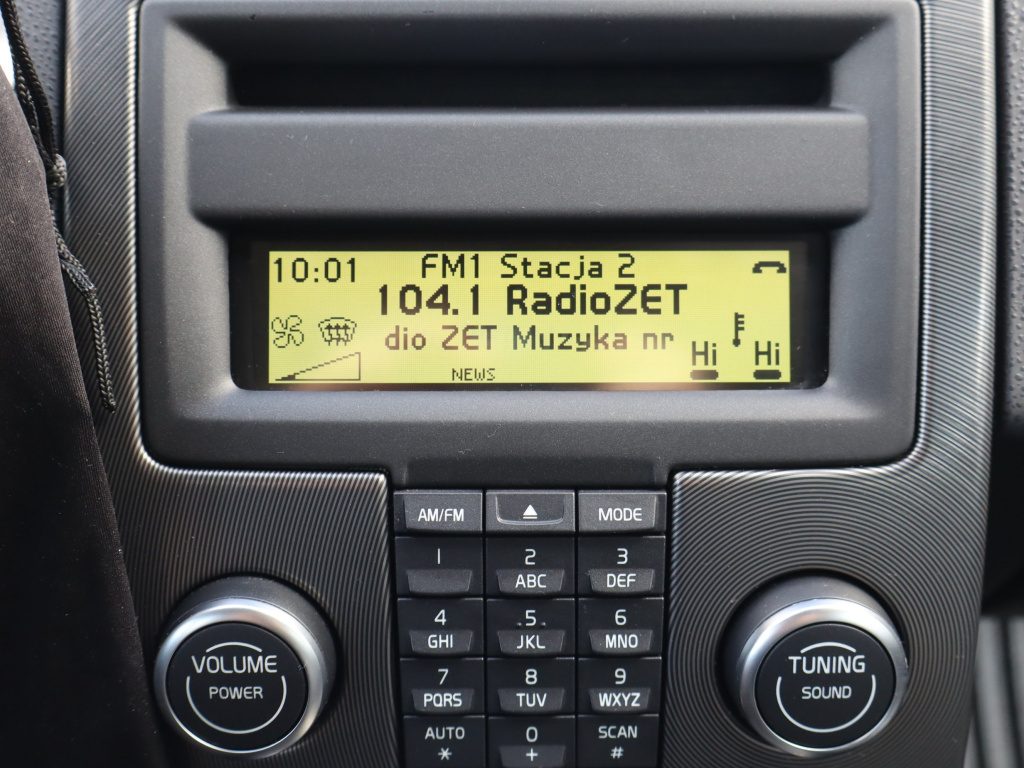 10:01 FM1 Stacja 2
104.1 RadioZET
dio ZET Muzyka nr
Hi Hi
NEWS
AM/FM MODE
1 2 3
ABC DEF
4 5 6
GHI JKL MNO
7 8 9
PQRS TUV WXYZ
AUTO 0 SCAN
* + #
VOLUME
POWER
TUNING
SOUND